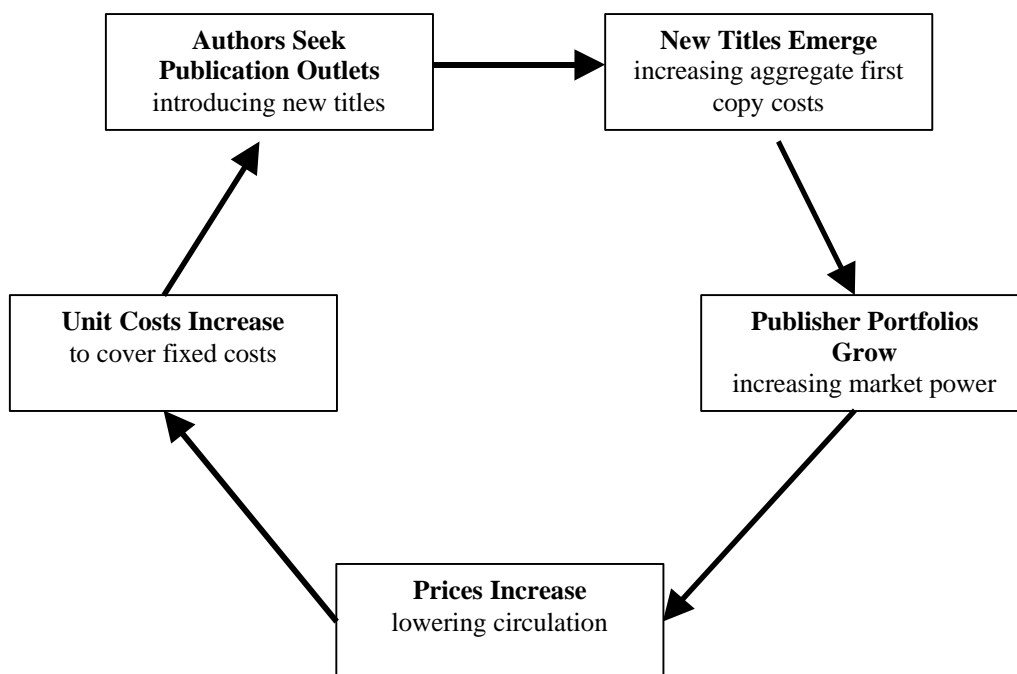 Authors Seek
Publication Outlets
introducing new titles
New Titles Emerge
increasing aggregate first
copy costs
Publisher Portfolios
Grow
increasing market power
Prices Increase
lowering circulation
Unit Costs Increase
to cover fixed costs